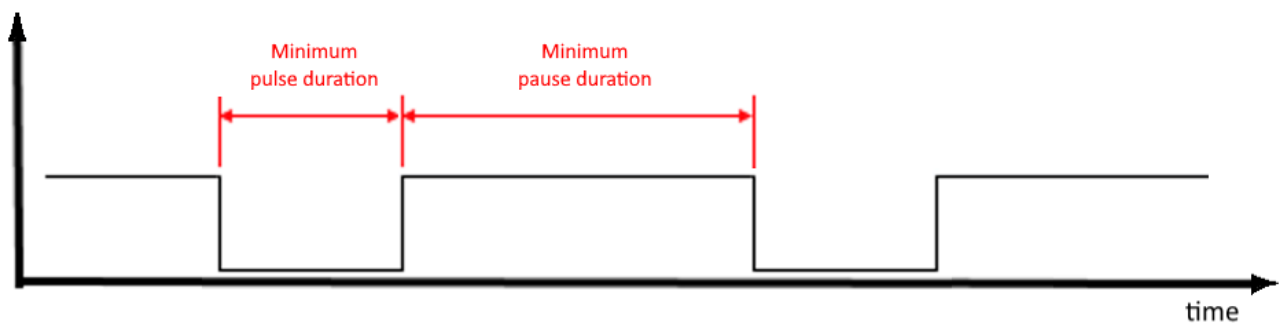 Minimum
pulse duration
Minimum
pause duration
time